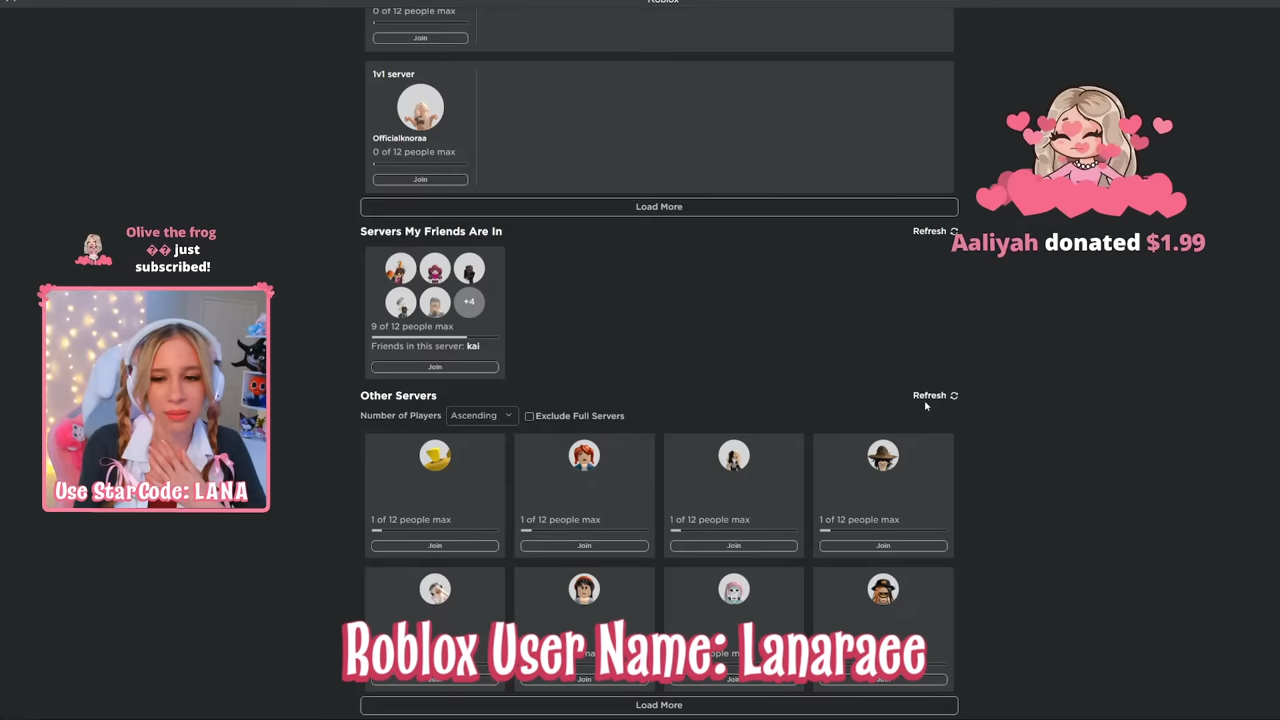 Roblox
0 of 12 people max
Join
1v1 server
Officialknoraa
0 of 12 people max
Join
Load More
Servers My Friends Are In
Refresh
9 of 12 people max
Friends in this server: kai
Join
Other Servers
Refresh
Number of Players Ascending Exclude Full Servers
1 of 12 people max
1 of 12 people max
1 of 12 people max
1 of 12 people max
Join
Join
Join
Join
Roblox User Name: Lanaraee
Load More
Olive the frog
�� just
subscribed!
Use StarCode: LANA
Aaliyah donated $1.99